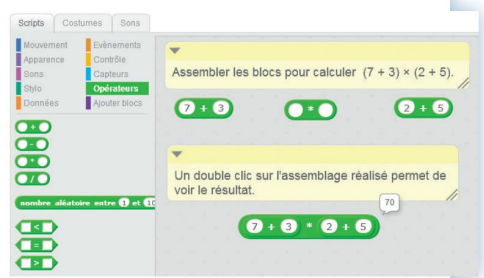 Scripts Costumes Sons
Mouvement Evènements
Apparence Contrôle
Sons Capteurs
Stylo Opérateurs
Données Ajouter blocs
+
-
*
/
nombre aléatoire entre 1 et 10
<
=
>
Assembler les blocs pour calculer (7 + 3) × (2 + 5).
7 + 3 * 2 + 5
Un double clic sur l'assemblage réalisé permet de
voir le résultat.
70
7 + 3 * 2 + 5